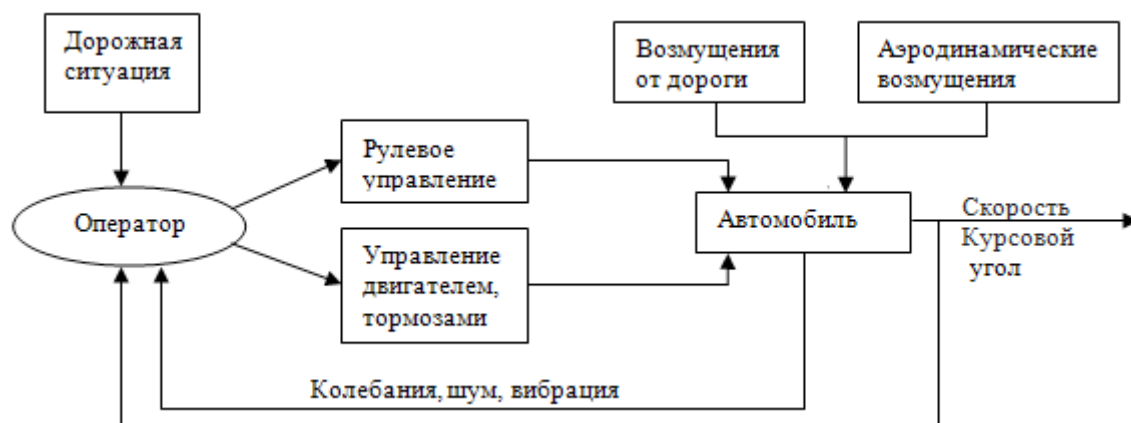 Дорожная
ситуация
Возмущения
от дороги
Аэродинамические
возмущения
Рулевое
управление
Оператор
Автомобиль
Скорость
Курсовой
угол
Управление
двигателем,
тормозами
Колебания, шум, вибрация